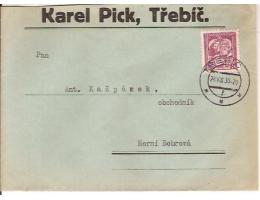 Karel Pick, Třebíč.
Pan
Ant. Kašpárek,
obchodník
Horní Bobrová